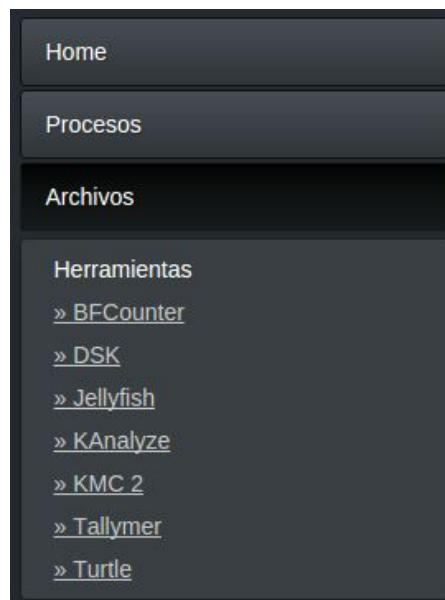 Home
Procesos
Archivos
Herramientas
» BFCounter
» DSK
» Jellyfish
» KAnalyze
» KMC 2
» Tallymer
» Turtle